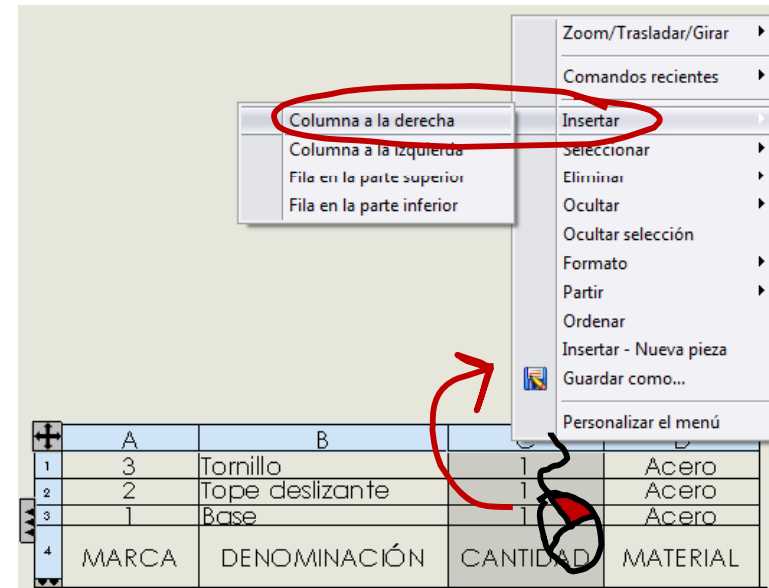 Zoom/Trasladar/Girar
Comandos recientes
Insertar
Seleccionar
Eliminar
Ocultar
Ocultar selección
Formato
Partir
Ordenar
Insertar - Nueva pieza
Guardar como...
Personalizar el menú
Columna a la derecha
Columna a la izquierda
Fila en la parte superior
Fila en la parte inferior
A B C D
1 3 Tornillo 1 Acero
2 2 Tope deslizante 1 Acero
3 1 Base 1 Acero
4 MARCA DENOMINACIÓN CANTIDAD MATERIAL